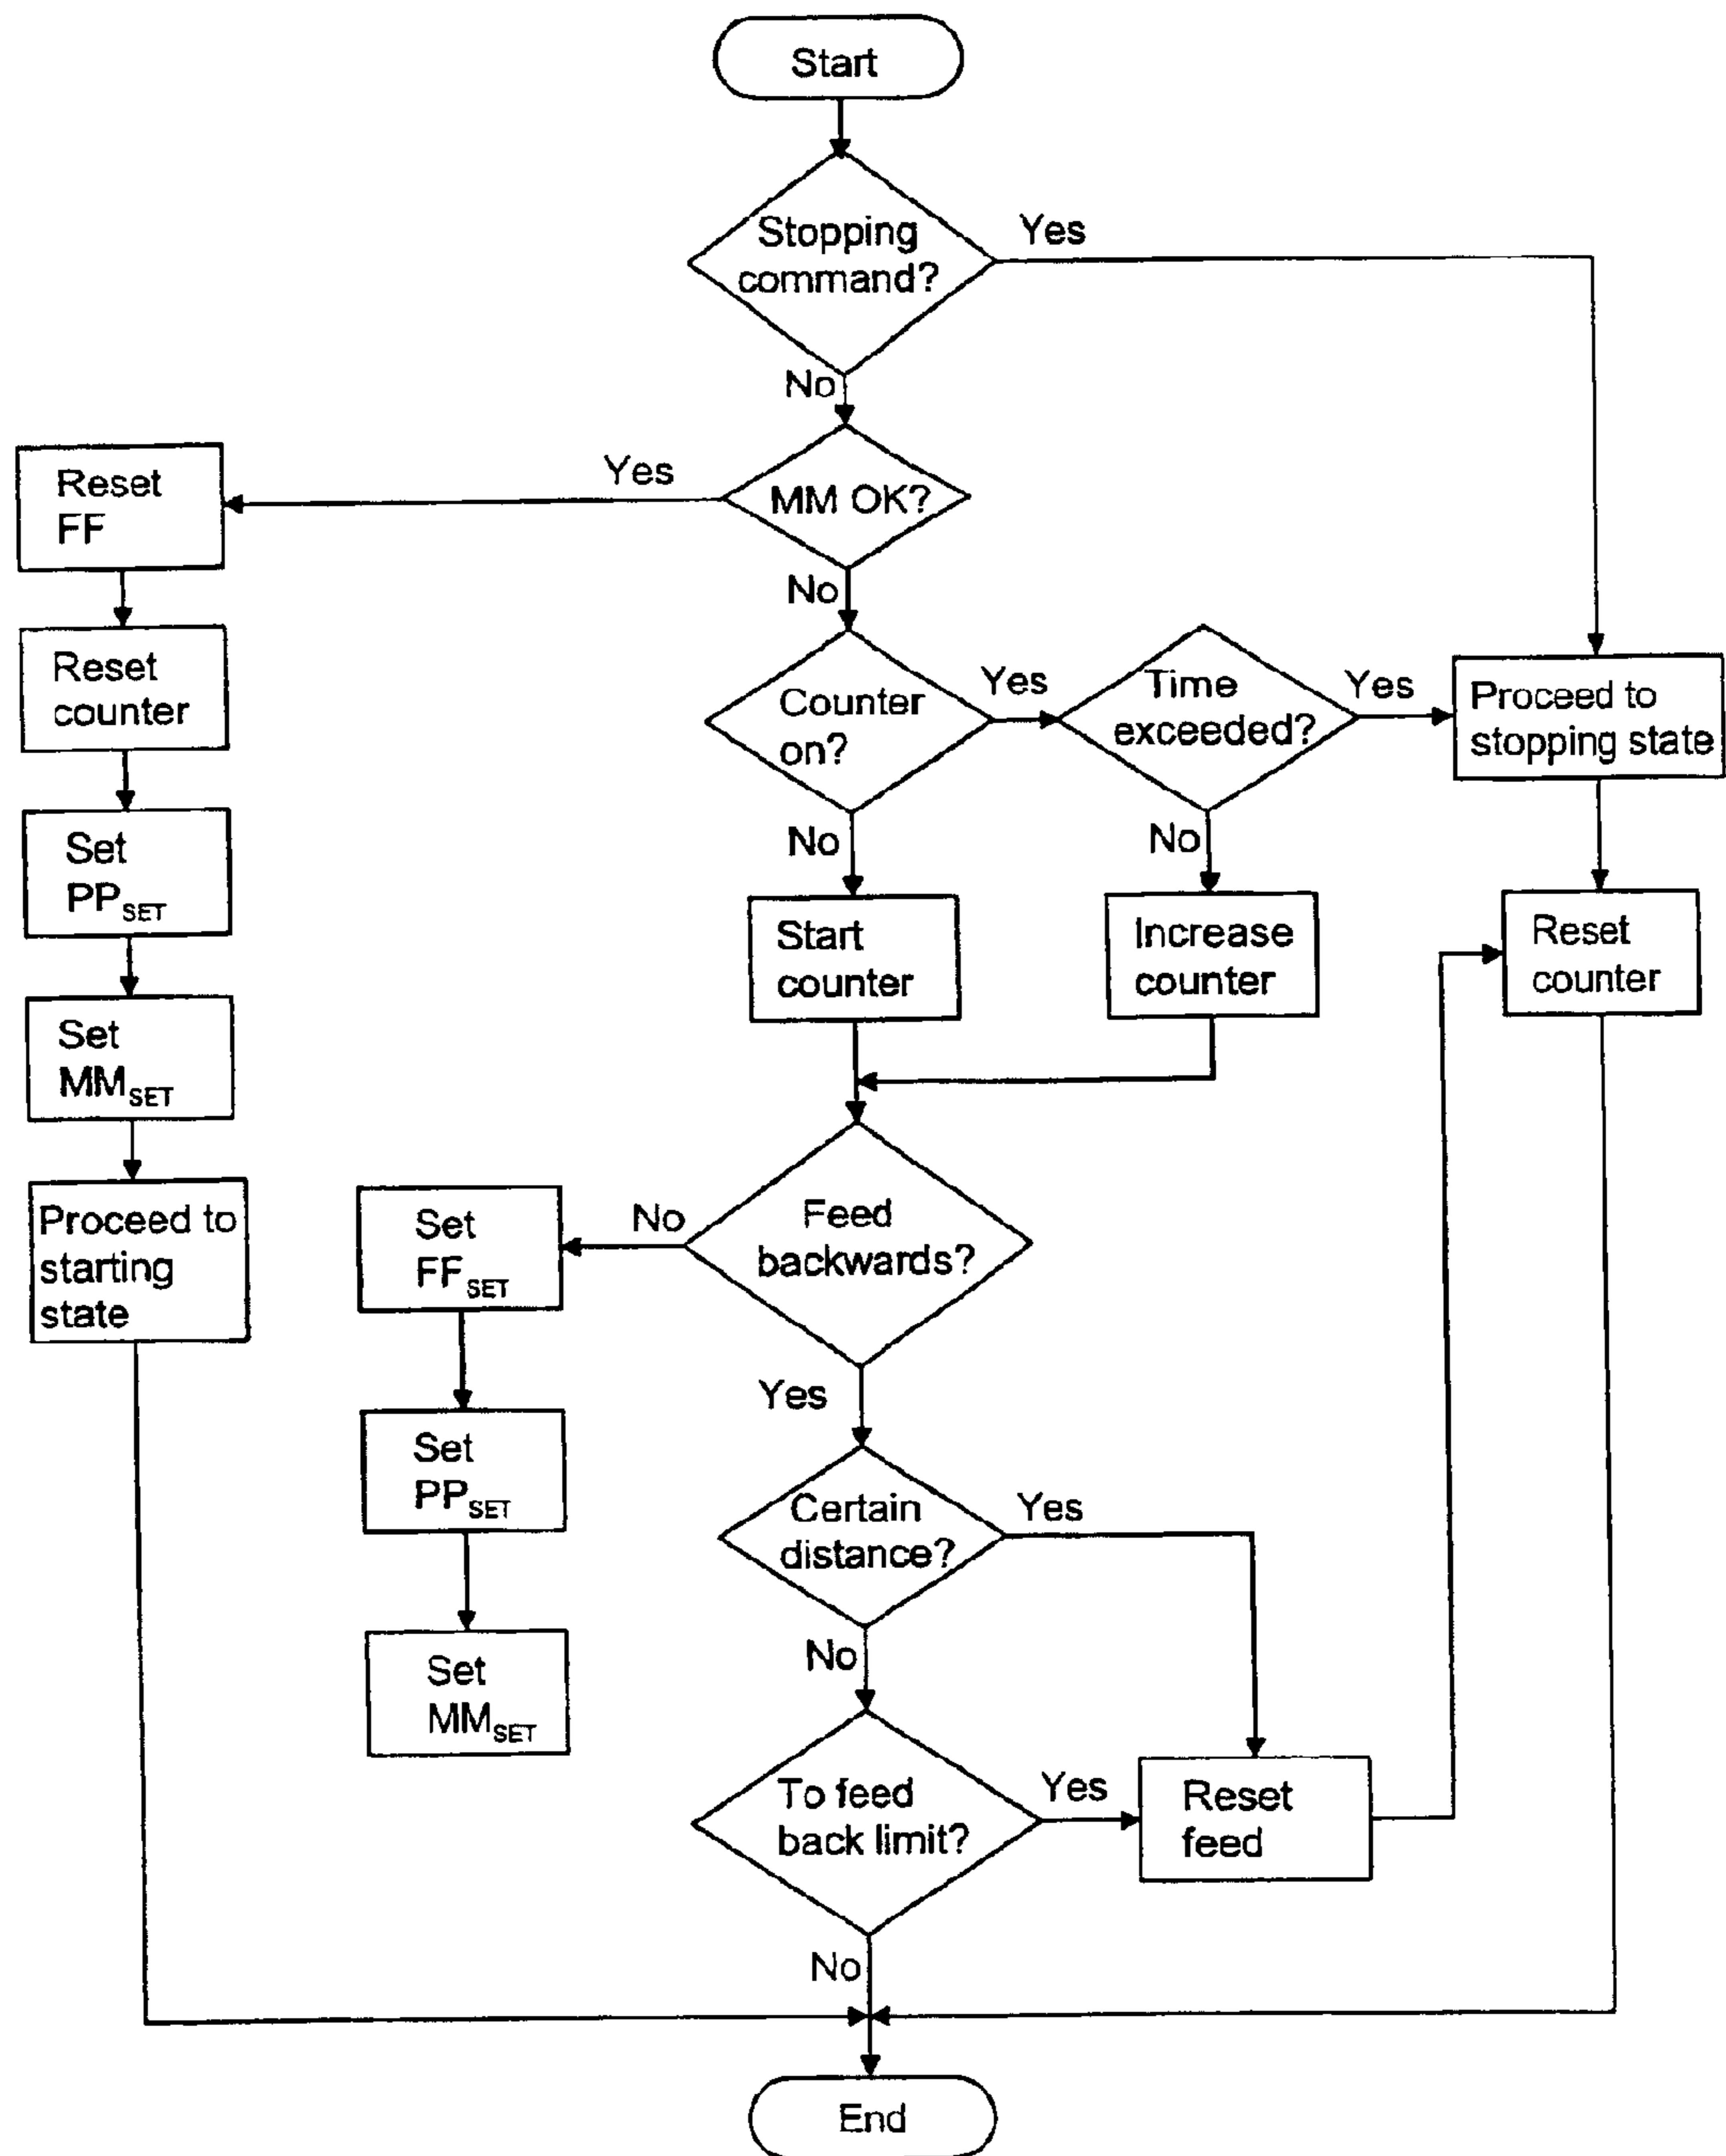 Start
Stopping
command?
Yes
No
MM OK?
Yes
No
Reset
FF
Reset
counter
Set
PPSET
Set
MMSET
Proceed to
starting
state
Counter
on?
Yes
No
Time
exceeded?
Yes
No
Proceed to
stopping state
Start
counter
Increase
counter
Reset
counter
Feed
backwards?
No
Yes
Set
FFSET
Set
PPSET
Set
MMSET
Certain
distance?
Yes
No
To feed
back limit?
Yes
No
Reset
feed
End